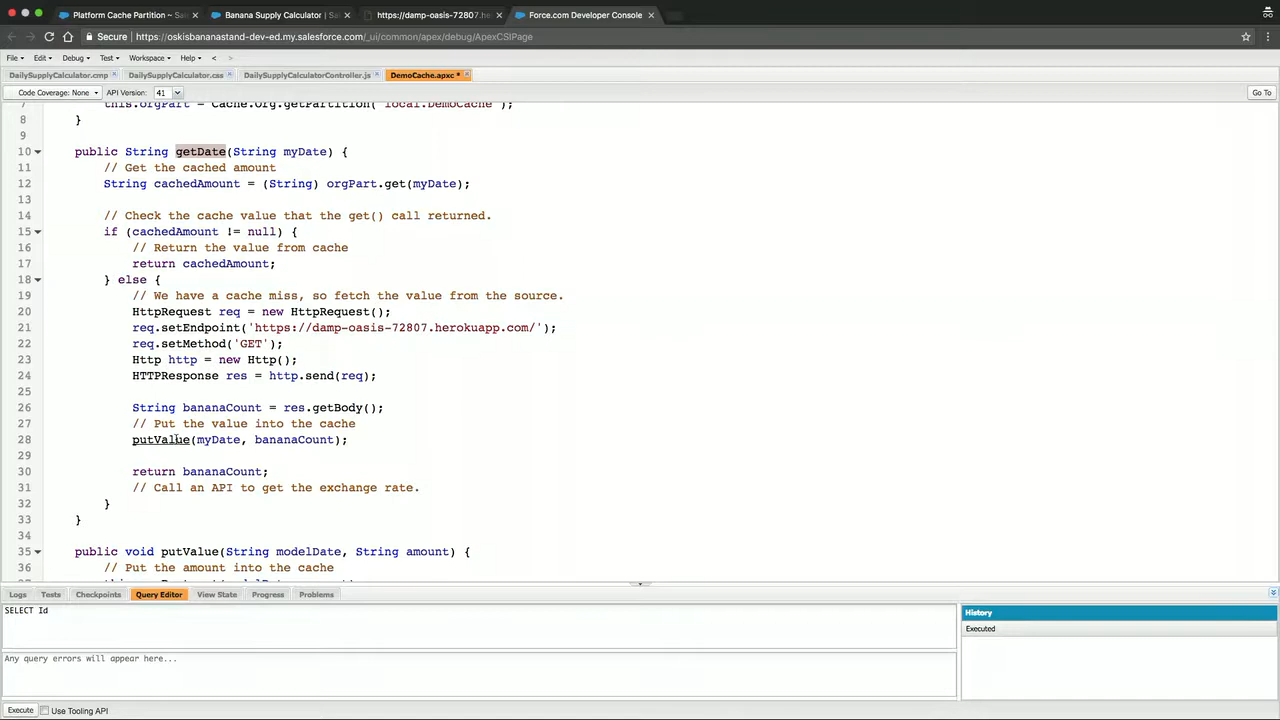 Platform Cache Partition ~ Sales × Banana Supply Calculator | Sal × https://damp-oasis-72807.h × Force.com Developer Console ×
Secure https://oskisbananastand-dev-ed.my.salesforce.com/_ui/common/apex/debug/ApexCSIPage
File Edit Debug Test Workspace Help < >
DailySupplyCalculator.cmp DailySupplyCalculator.css DailySupplyCalculatorController.js DemoCache.apxc *
Code Coverage: None API Version: 41 Go To
7 this.orgPart = Cache.Org.getPartition('local.DemoCache');
8 }
9
10 public String getDate(String myDate) {
11 // Get the cached amount
12 String cachedAmount = (String) orgPart.get(myDate);
13
14 // Check the cache value that the get() call returned.
15 if (cachedAmount != null) {
16 // Return the value from cache
17 return cachedAmount;
18 } else {
19 // We have a cache miss, so fetch the value from the source.
20 HttpRequest req = new HttpRequest();
21 req.setEndpoint('https://damp-oasis-72807.herokuapp.com/');
22 req.setMethod('GET');
23 Http http = new Http();
24 HTTPResponse res = http.send(req);
25
26 String bananaCount = res.getBody();
27 // Put the value into the cache
28 putValue(myDate, bananaCount);
29
30 return bananaCount;
31 // Call an API to get the exchange rate.
32 }
33 }
34
35 public void putValue(String modelDate, String amount) {
36 // Put the amount into the cache
Logs Tests Checkpoints Query Editor View State Progress Problems
SELECT Id
History
Executed
Any query errors will appear here...
Execute Use Tooling API